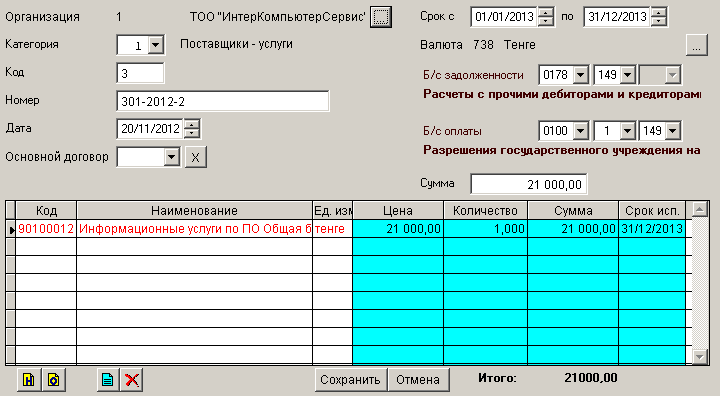 Организация 1 ТОО "ИнтерКомпьютерСервис" ...
Категория 1 Поставщики - услуги
Код 3
Номер 301-2012-2
Дата 20/11/2012
Основной договор X
Срок с 01/01/2013 по 31/12/2013
Валюта 738 Тенге ...
Б/с задолженности 0178 149
Расчеты с прочими дебиторами и кредиторами
Б/с оплаты 0100 1 149
Разрешения государственного учреждения на
Сумма 21 000,00
Код Наименование Ед. изм Цена Количество Сумма Срок исп.
90100012 Информационные услуги по ПО Общая б тенге 21 000,00 1,000 21 000,00 31/12/2013
Сохранить Отмена Итого: 21000,00